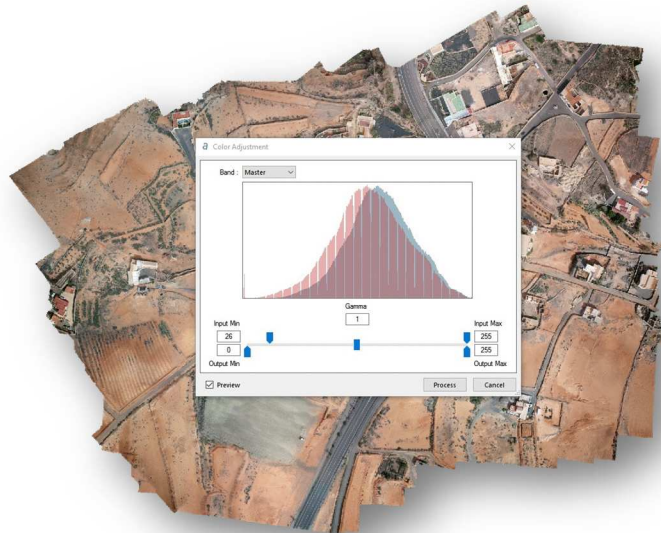 a Color Adjustment
Band : Master
Gamma
1
Input Min
Input Max
26
255
0
255
Output Min
Output Max
Preview
Process
Cancel